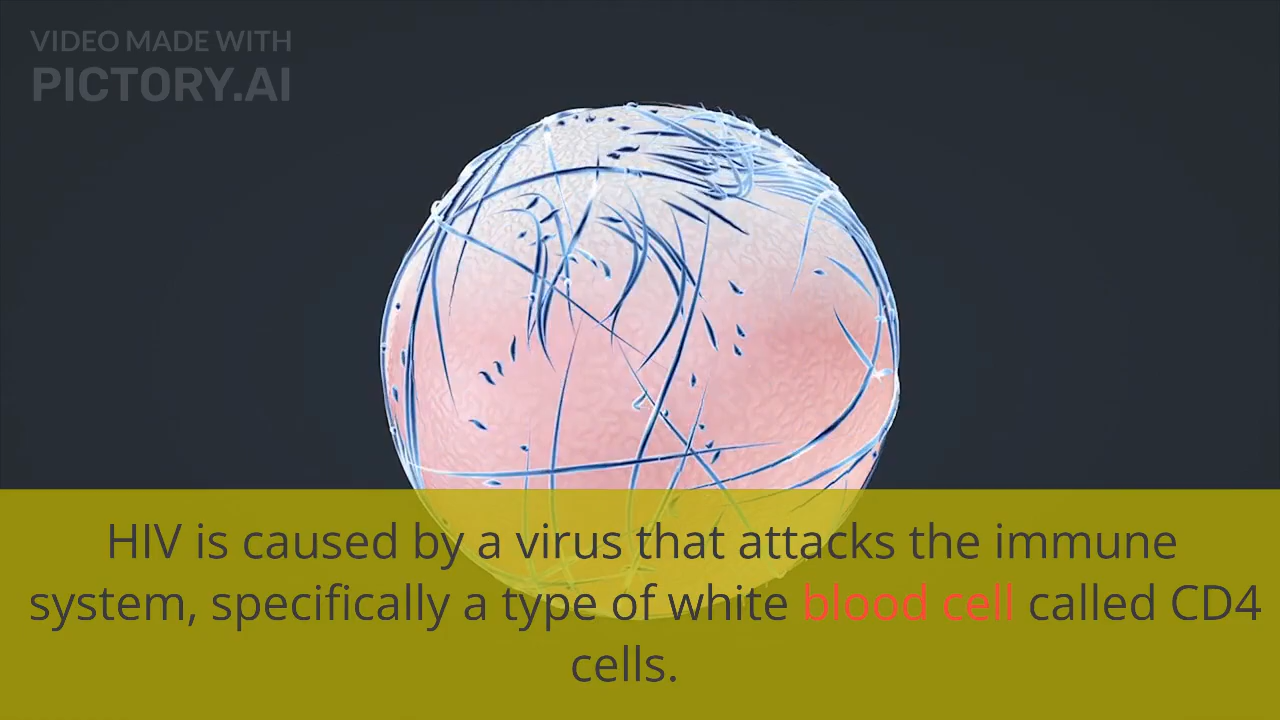 VIDEO MADE WITH
PICTORY.AI
HIV is caused by a virus that attacks the immune
system, specifically a type of white blood cell called CD4
cells.